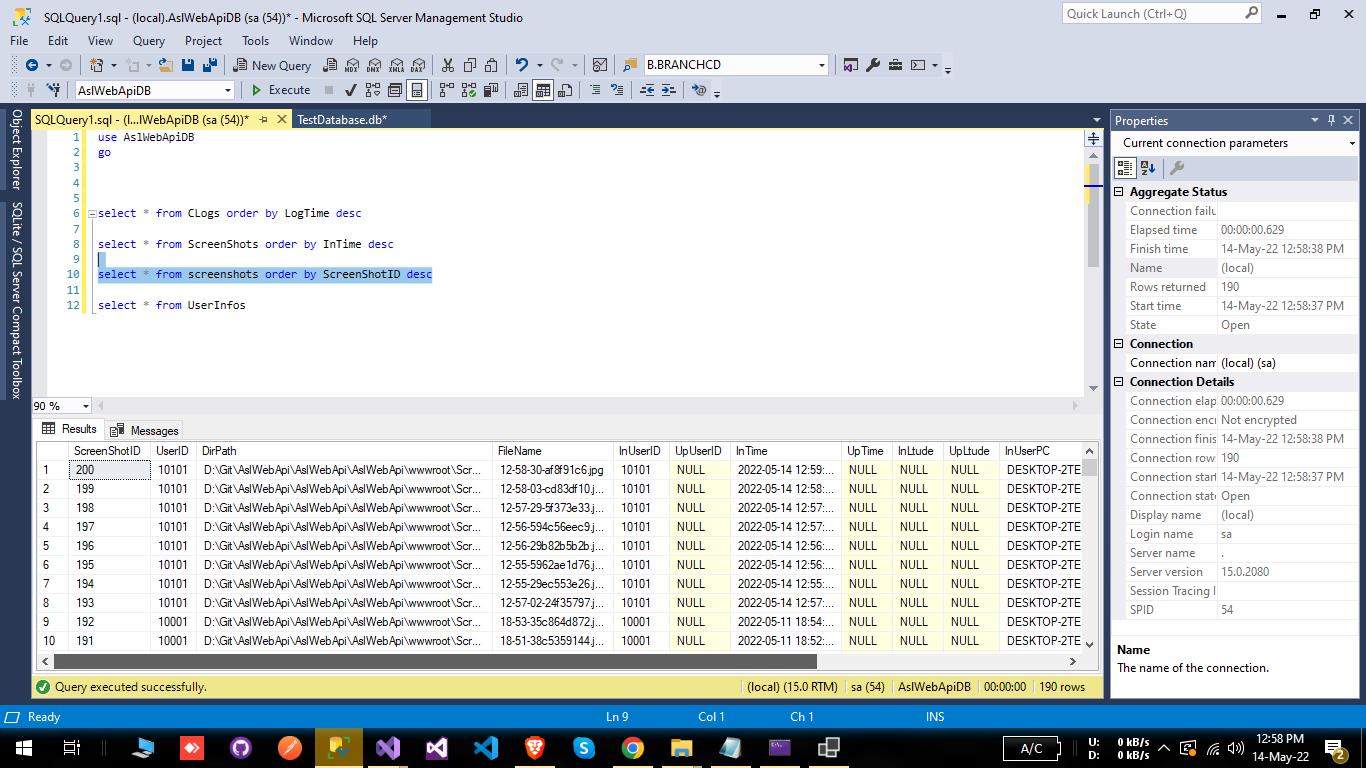 SQLQuery1.sql - (local).AslWebApiDB (sa (54))* - Microsoft SQL Server Management Studio
Quick Launch (Ctrl+Q)
File Edit View Query Project Tools Window Help
New Query
MDX DMX XMLA DAX
B.BRANCHCD
AslWebApiDB
Execute
Object Explorer
SQLite / SQL Server Compact Toolbox
SQLQuery1.sql - (l...lWebApiDB (sa (54))*
TestDatabase.db*
1 use AslWebApiDB
2 go
3
4
5
6 select * from CLogs order by LogTime desc
7
8 select * from ScreenShots order by InTime desc
9
10 select * from screenshots order by ScreenShotID desc
11
12 select * from UserInfos
90 %
Results Messages
ScreenShotID UserID DirPath FileName InUserID UpUserID InTime UpTime InLtude UpLtude InUserPC
1 200 10101 D:\Git\AslWebApi\AslWebApi\AslWebApi\wwwroot\Scr... 12-58-30-af8f91c6.jpg 10101 NULL 2022-05-14 12:59:... NULL NULL NULL DESKTOP-2TE
2 199 10101 D:\Git\AslWebApi\AslWebApi\AslWebApi\wwwroot\Scr... 12-58-03-cd83df10.j... 10101 NULL 2022-05-14 12:58:... NULL NULL NULL DESKTOP-2TE
3 198 10101 D:\Git\AslWebApi\AslWebApi\AslWebApi\wwwroot\Scr... 12-57-29-5f373e33.j... 10101 NULL 2022-05-14 12:57:... NULL NULL NULL DESKTOP-2TE
4 197 10101 D:\Git\AslWebApi\AslWebApi\AslWebApi\wwwroot\Scr... 12-56-594c56eec9.j... 10101 NULL 2022-05-14 12:57:... NULL NULL NULL DESKTOP-2TE
5 196 10101 D:\Git\AslWebApi\AslWebApi\AslWebApi\wwwroot\Scr... 12-56-29b82b5b2b.j... 10101 NULL 2022-05-14 12:56:... NULL NULL NULL DESKTOP-2TE
6 195 10101 D:\Git\AslWebApi\AslWebApi\AslWebApi\wwwroot\Scr... 12-55-5962ae1d76.j... 10101 NULL 2022-05-14 12:56:... NULL NULL NULL DESKTOP-2TE
7 194 10101 D:\Git\AslWebApi\AslWebApi\AslWebApi\wwwroot\Scr... 12-55-29ec553e26.j... 10101 NULL 2022-05-14 12:55:... NULL NULL NULL DESKTOP-2TE
8 193 10101 D:\Git\AslWebApi\AslWebApi\AslWebApi\wwwroot\Scr... 12-57-02-24f35797.j... 10101 NULL 2022-05-14 12:57:... NULL NULL NULL DESKTOP-2TE
9 192 10001 D:\Git\AslWebApi\AslWebApi\AslWebApi\wwwroot\Scr... 18-53-35c864d872.j... 10001 NULL 2022-05-11 18:54:... NULL NULL NULL DESKTOP-2TE
10 191 10001 D:\Git\AslWebApi\AslWebApi\AslWebApi\wwwroot\Scr... 18-51-38c5359144.j... 10001 NULL 2022-05-11 18:52:... NULL NULL NULL DESKTOP-2TE
Query executed successfully. (local) (15.0 RTM) sa (54) AslWebApiDB 00:00:00 190 rows
Properties
Current connection parameters
Aggregate Status
Connection failu
Elapsed time 00:00:00.629
Finish time 14-May-22 12:58:38 PM
Name (local)
Rows returned 190
Start time 14-May-22 12:58:37 PM
State Open
Connection
Connection nam (local) (sa)
Connection Details
Connection elap 00:00:00.629
Connection encr Not encrypted
Connection finis 14-May-22 12:58:38 PM
Connection row 190
Connection start 14-May-22 12:58:37 PM
Connection state Open
Display name (local)
Login name sa
Server name .
Server version 15.0.2080
Session Tracing I
SPID 54
Name
The name of the connection.
Ready Ln 9 Col 1 Ch 1 INS
A/C
U: 0 kB/s
D: 0 kB/s
12:58 PM
14-May-22
2